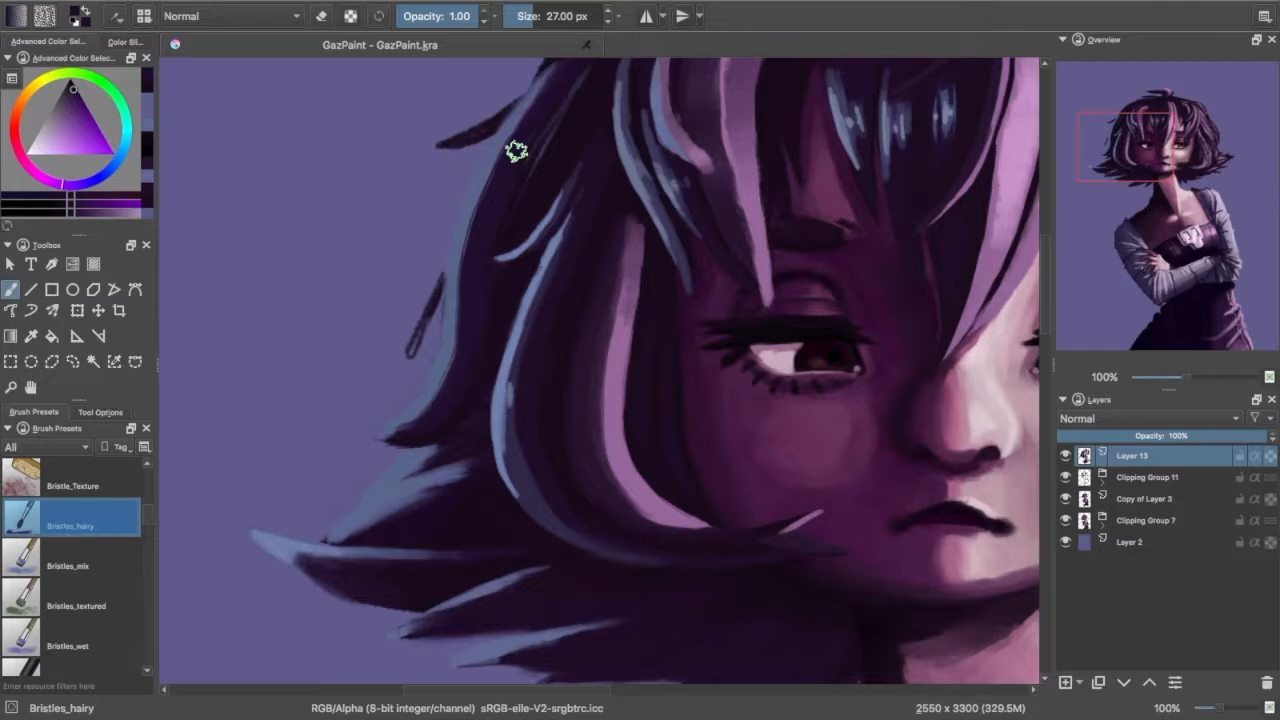 Normal
Opacity: 1.00
Size: 27.00 px
Advanced Color Sel...
Color Sli...
GazPaint - GazPaint.kra
Overview
Advanced Color Selec...
Toolbox
100%
Layers
Normal
Opacity: 100%
Layer 13
Clipping Group 11
Copy of Layer 3
Clipping Group 7
Layer 2
Brush Presets
Tool Options
Brush Presets
All
Tag
Bristle_Texture
Bristles_hairy
Bristles_mix
Bristles_textured
Bristles_wet
Enter resource filters here
Bristles_hairy
RGB/Alpha (8-bit integer/channel) sRGB-elle-V2-srgbtrc.icc
2550 x 3300 (329.5M)
100%